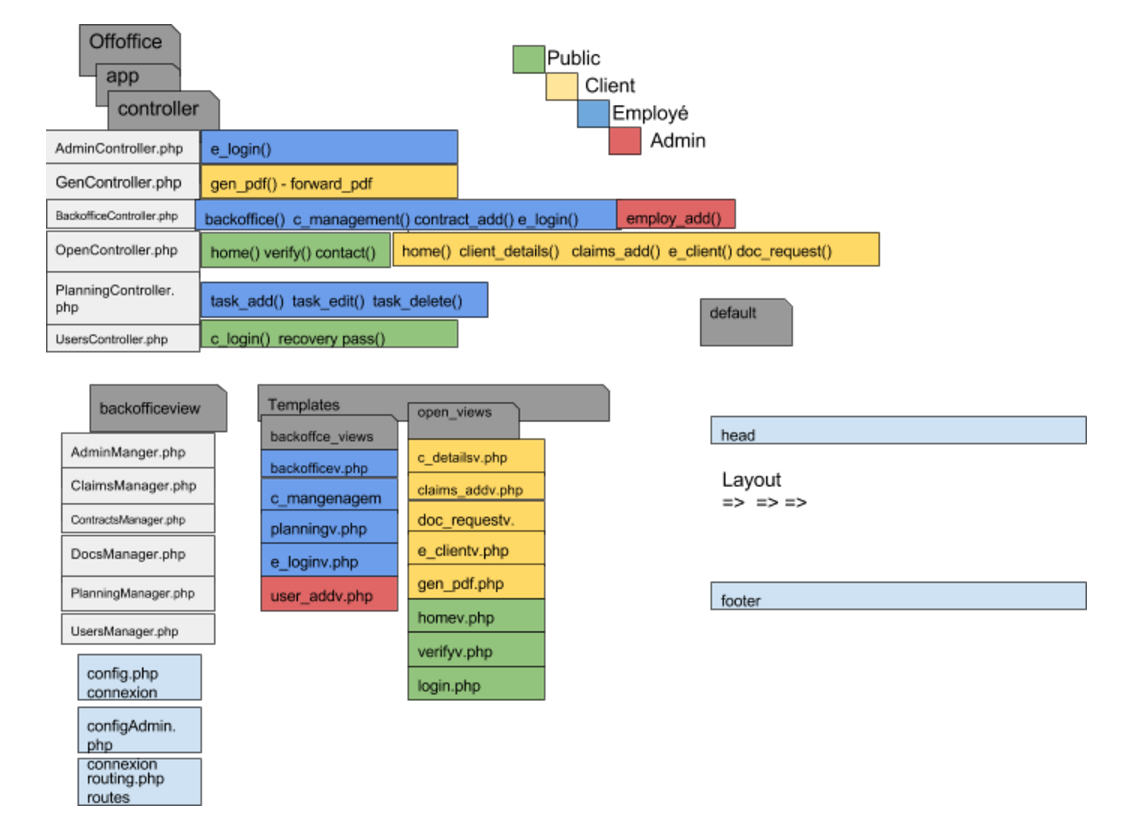 Offoffice
app
controller
Public
Client
Employé
Admin
AdminController.php
e_login()
GenController.php
gen_pdf() - forward_pdf
BackofficeController.php
backoffice() c_management() contract_add() e_login()
employ_add()
OpenController.php
home() verify() contact()
home() client_details() claims_add() e_client() doc_request()
PlanningController.
php
task_add() task_edit() task_delete()
UsersController.php
c_login() recovery pass()
default
backofficeview
AdminManger.php
ClaimsManager.php
ContractsManager.php
DocsManager.php
PlanningManager.php
UsersManager.php
config.php
connexion
configAdmin.
php
connexion
routing.php
routes
Templates
backoffce_views
backofficev.php
c_mangenagem
planningv.php
e_loginv.php
user_addv.php
open_views
c_detailsv.php
claims_addv.php
doc_requestv.
e_clientv.php
gen_pdf.php
homev.php
verifyv.php
login.php
head
Layout
=> => =>
footer